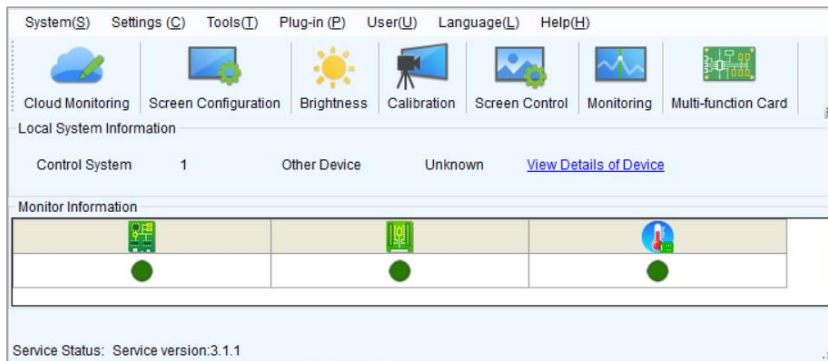 System(S) Settings (C) Tools(T) Plug-in (P) User(U) Language(L) Help(H)
Cloud Monitoring Screen Configuration Brightness Calibration Screen Control Monitoring Multi-function Card
Local System Information
Control System 1 Other Device Unknown View Details of Device
Monitor Information
Service Status: Service version:3.1.1